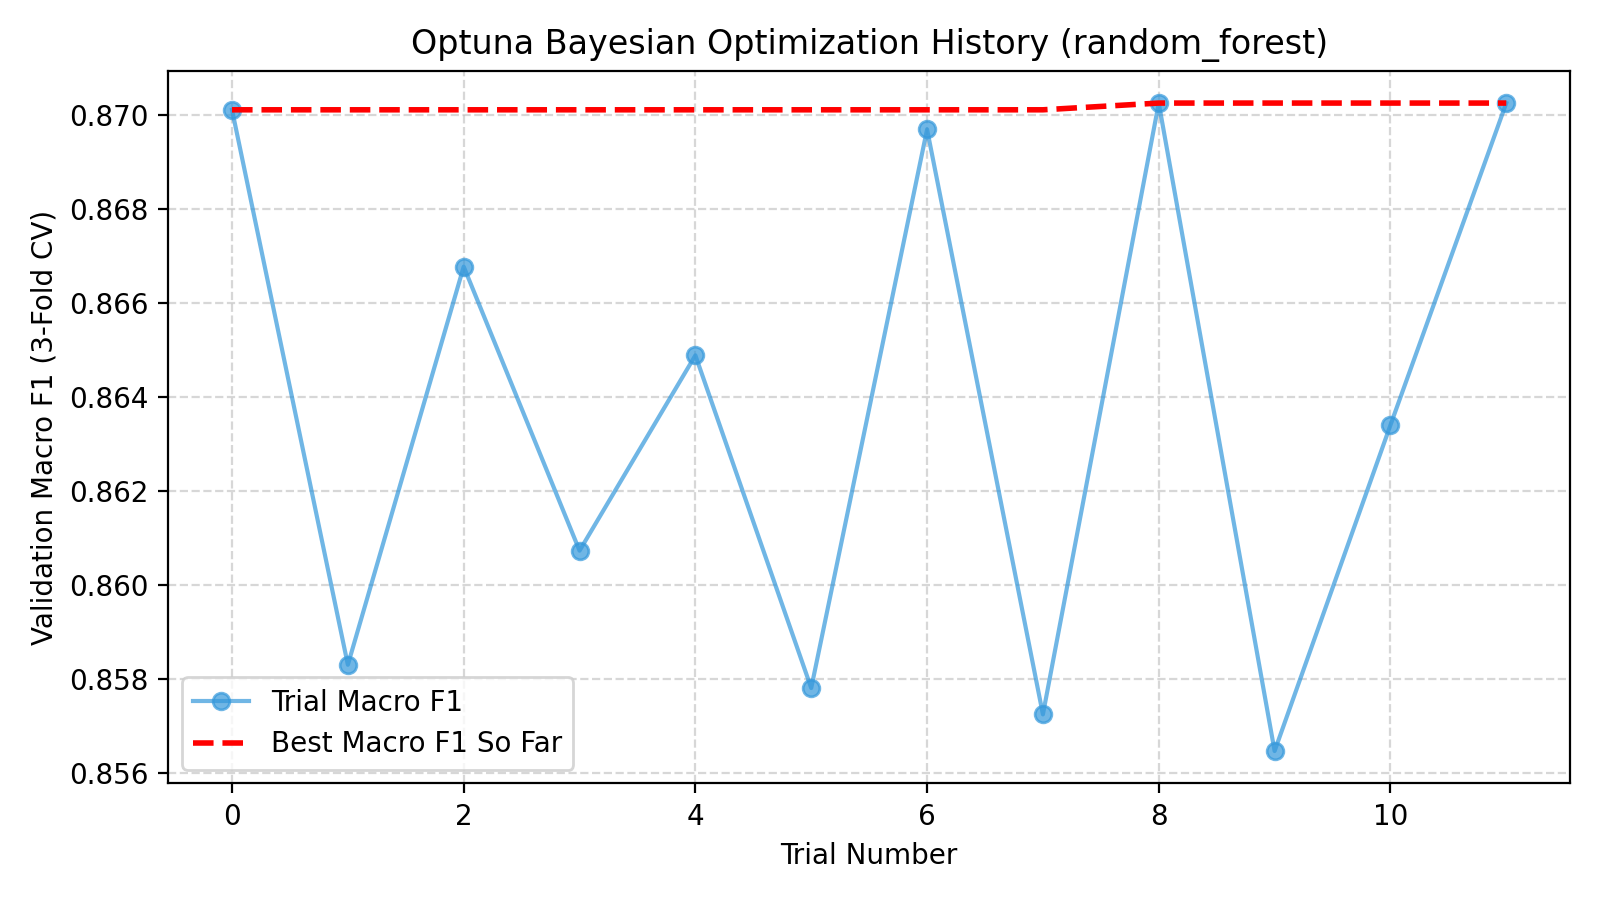 Optuna Bayesian Optimization History (random_forest)
Validation Macro F1 (3-Fold CV)
0.870
0.868
0.866
0.864
0.862
0.860
0.858
0.856
Trial Macro F1
Best Macro F1 So Far
0 2 4 6 8 10
Trial Number